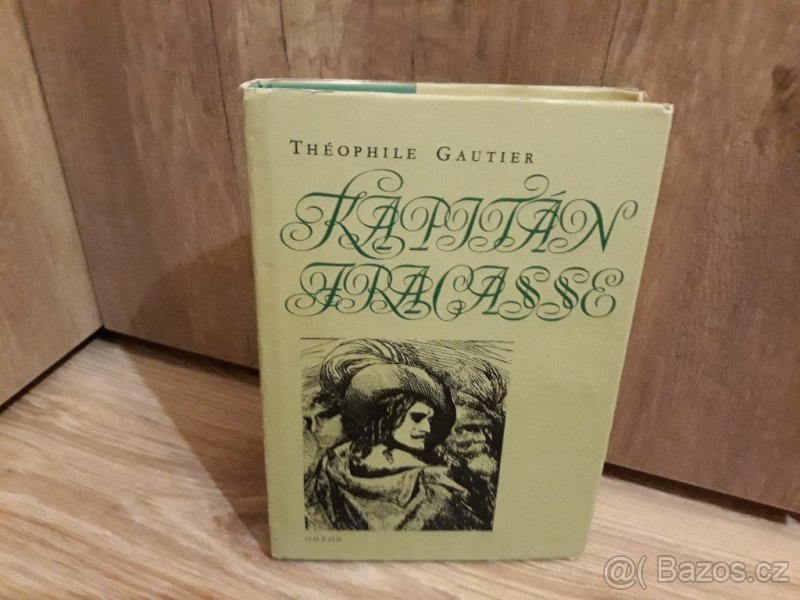 THÉOPHILE GAUTIER
KAPITÁN
FRACASSE
ODEON
@( Bazos.cz